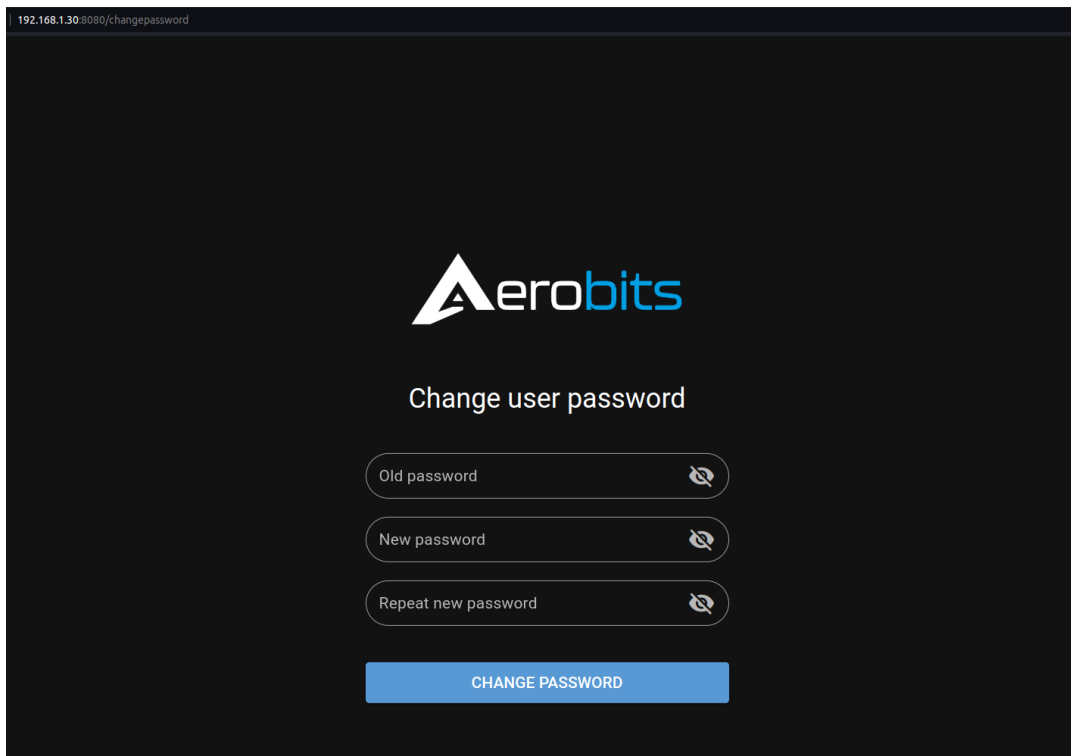 192.168.1.30:8080/changepassword
Aerobits
Change user password
Old password
New password
Repeat new password
CHANGE PASSWORD